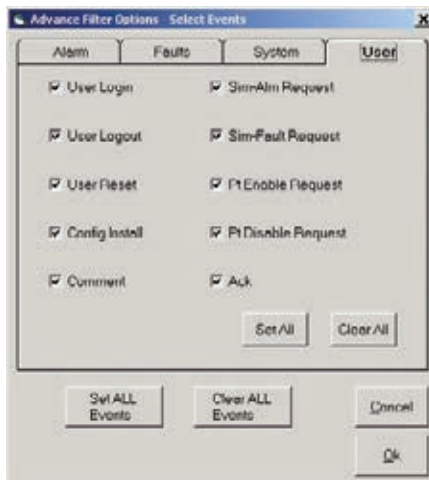 Advance Filter Options - Select Events
Alarm Faults System User
User Login Sim-Alm Request
User Logout Sim-Fault Request
User Reset Pt Enable Request
Config Install Pt Disable Request
Comment Ack
Set All Clear All
Set ALL Events
Clear ALL Events
Cancel
Ok